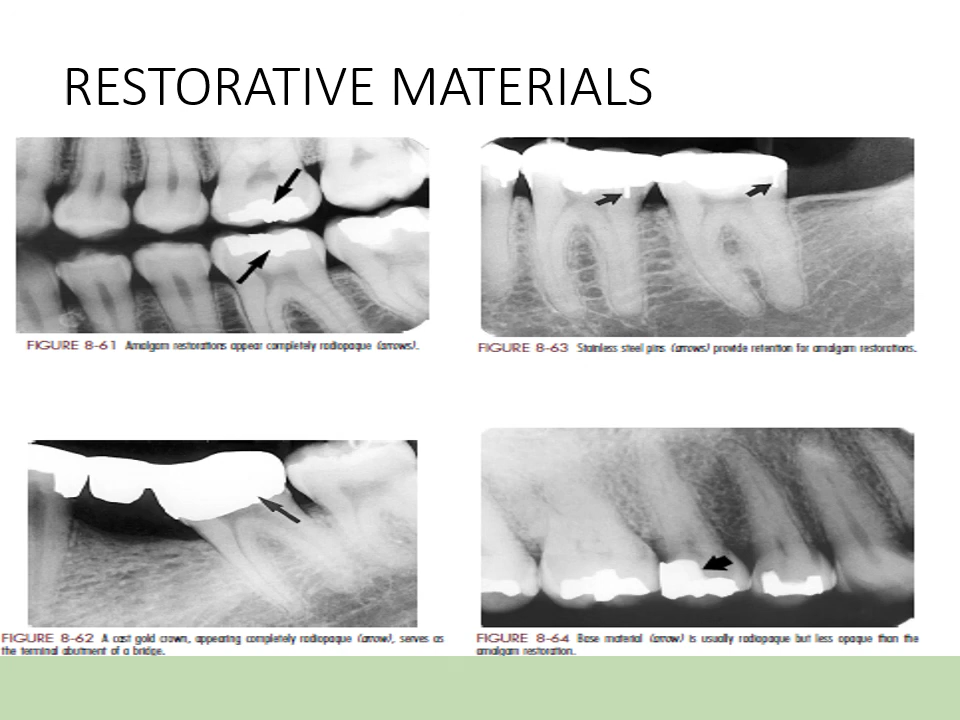 RESTORATIVE MATERIALS
FIGURE 8-61 Amalgam restorations appear completely radiopaque (arrows).
FIGURE 8-63 Stainless steel pins (arrows) provide retention for amalgam restorations.
FIGURE 8-62 A cast gold crown, appearing completely radiopaque (arrow), serves as
the terminal abutment of a bridge.
FIGURE 8-64 Base material (arrow) is usually radiopaque but less opaque than the
amalgam restoration.